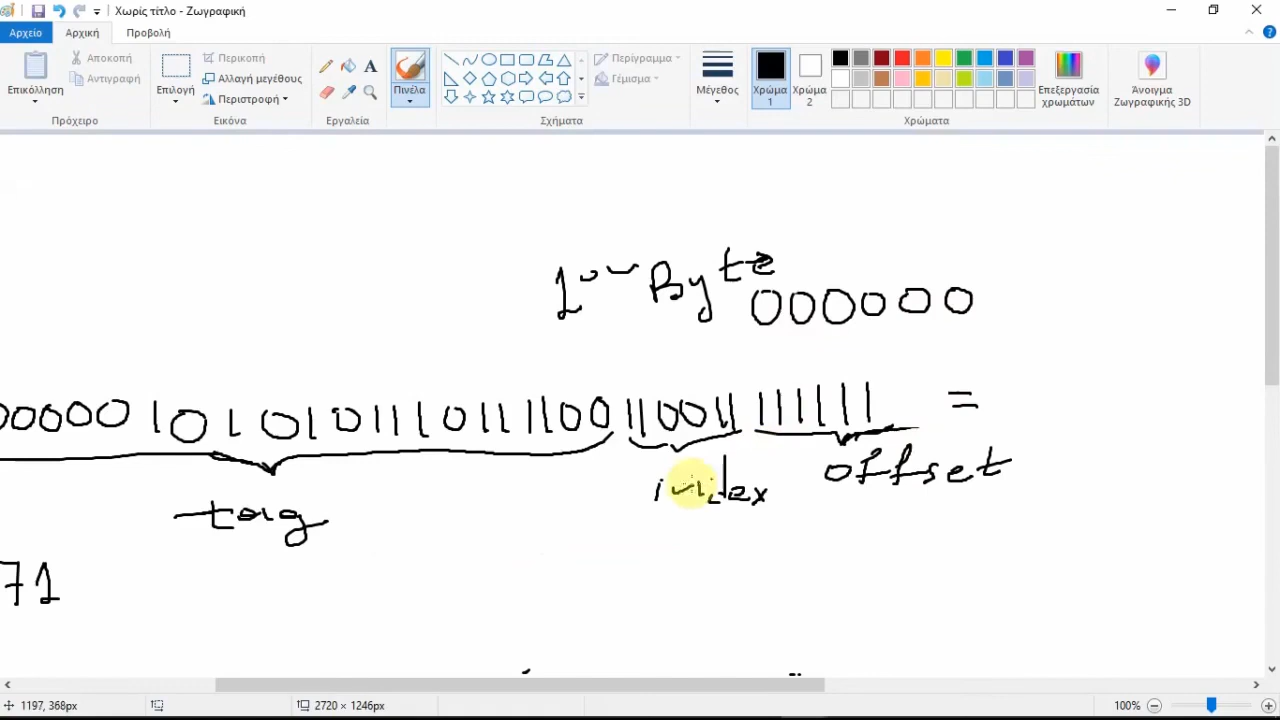 Χωρίς τίτλο - Ζωγραφική
Αρχείο Αρχική Προβολή
Επικόλληση
Αποκοπή
Αντιγραφή
Πρόχειρο
Επιλογή
Περικοπή
Αλλαγή μεγέθους
Περιστροφή
Εικόνα
A
Εργαλεία
Πινέλα
Περίγραμμα
Γέμισμα
Σχήματα
Μέγεθος
Χρώμα 1
Χρώμα 2
Χρώματα
Επεξεργασία χρωμάτων
Άνοιγμα Ζωγραφικής 3D
1ου Byte
000000
00000 10101010111011110011001111111111 =
tag
index
offset
71
1197, 368px
2720 × 1246px
100%